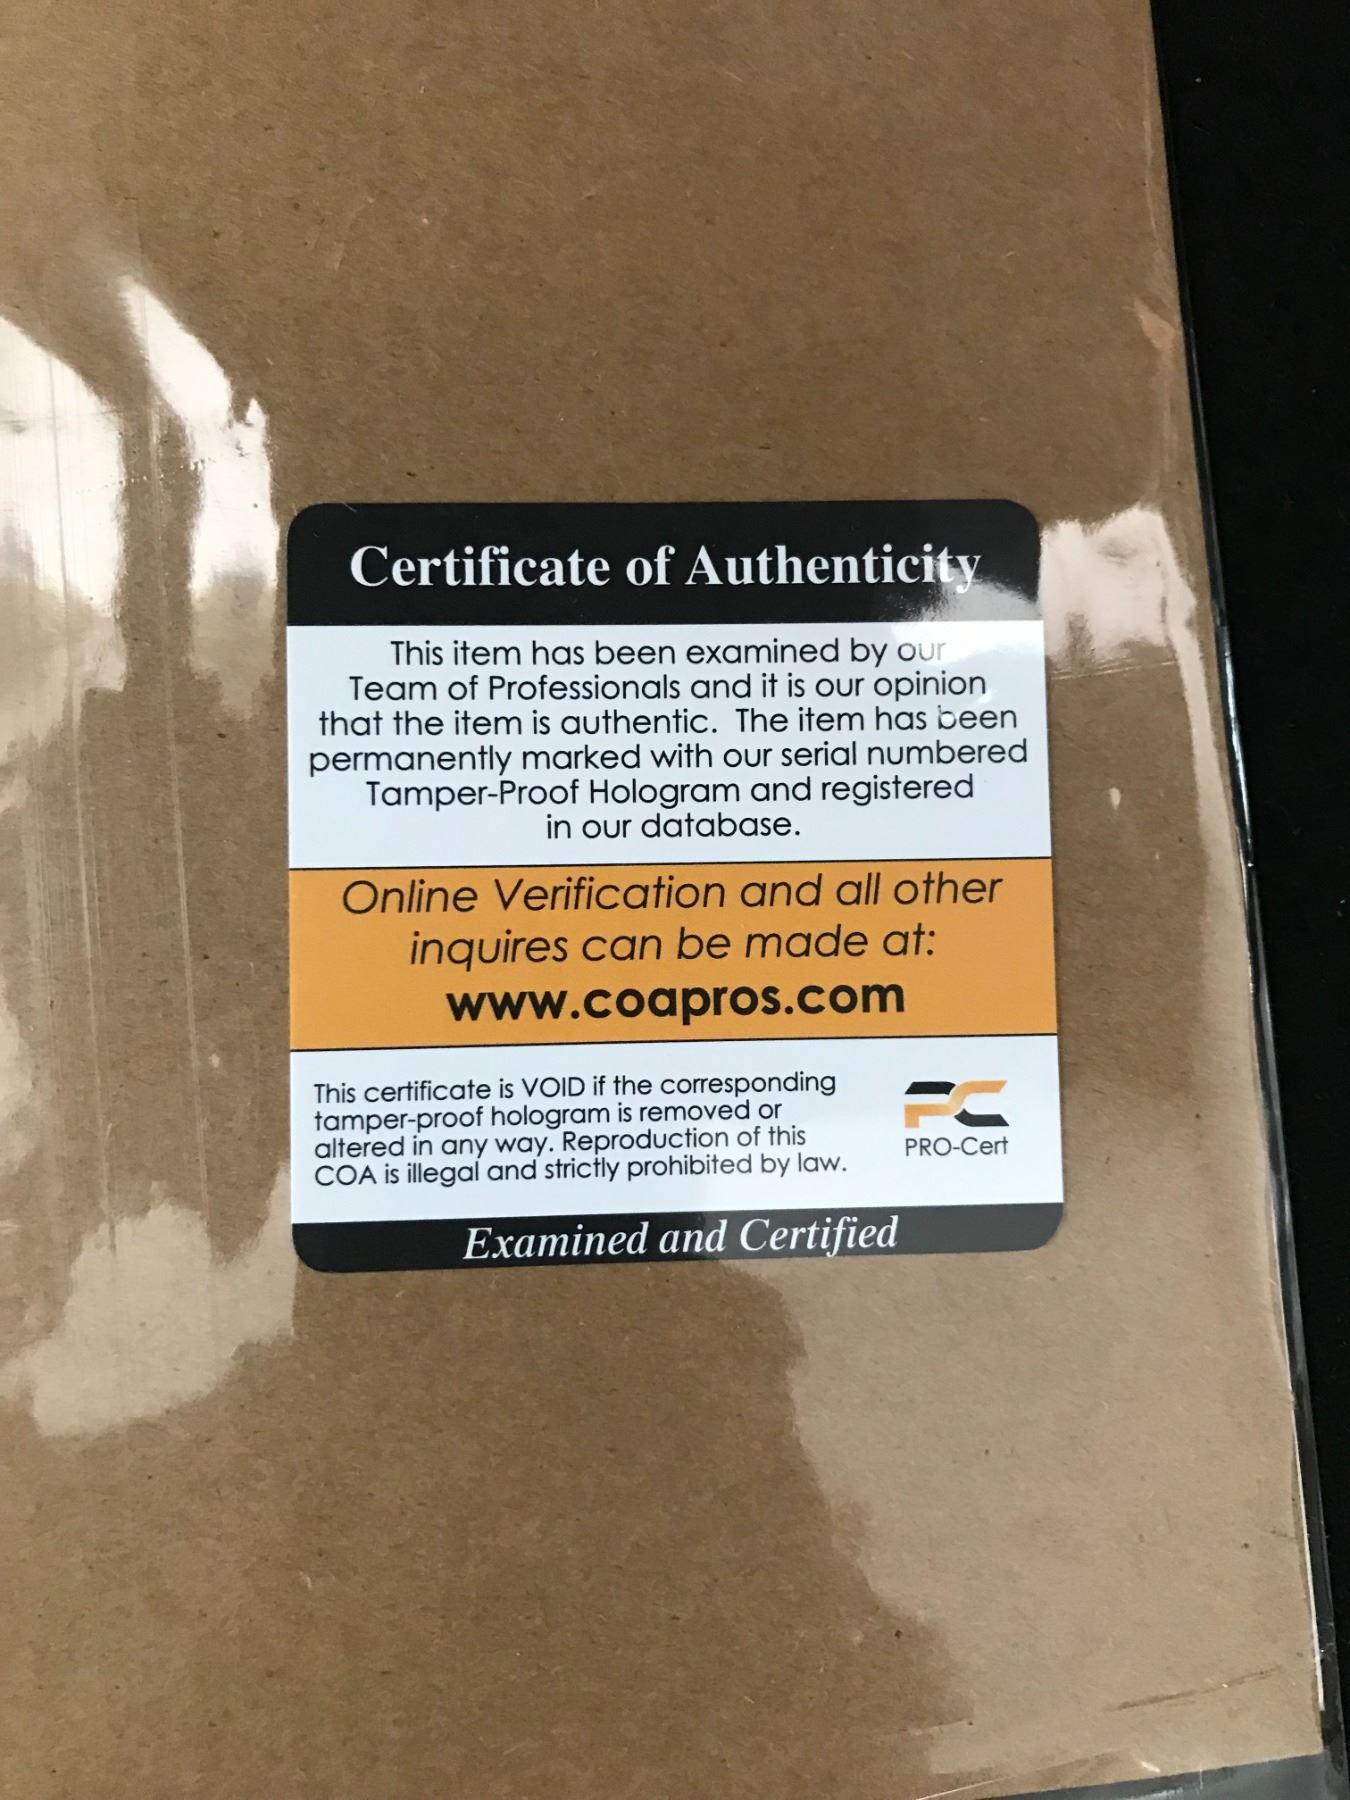 Certificate of Authenticity
This item has been examined by our
Team of Professionals and it is our opinion
that the item is authentic. The item has been
permanently marked with our serial numbered
Tamper-Proof Hologram and registered
in our database.
Online Verification and all other
inquires can be made at:
www.coapros.com
This certificate is VOID if the corresponding
tamper-proof hologram is removed or
altered in any way. Reproduction of this
COA is illegal and strictly prohibited by law.
PC
PRO-Cert
Examined and Certified